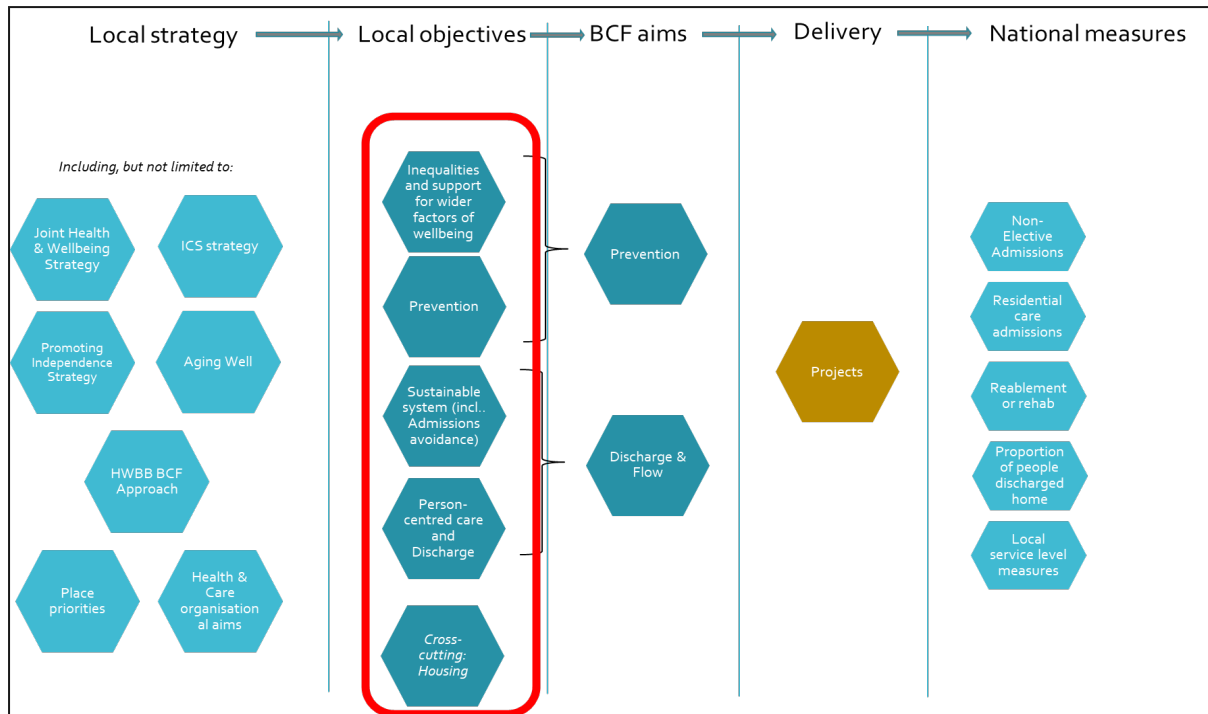 Local strategy
Local objectives
BCF aims
Delivery
National measures
Including, but not limited to:
Joint Health
& Wellbeing
Strategy
ICS strategy
Promoting
Independence
Strategy
Aging Well
HWBB BCF
Approach
Place
priorities
Health &
Care
organisation
al aims
Inequalities
and support
for wider
factors of
wellbeing
Prevention
Sustainable
system (incl..
Admissions
avoidance)
Person-
centred care
and
Discharge
Cross-
cutting:
Housing
Prevention
Discharge &
Flow
Projects
Non-
Elective
Admissions
Residential
care
admissions
Reablement
or rehab
Proportion
of people
discharged
home
Local
service level
measures